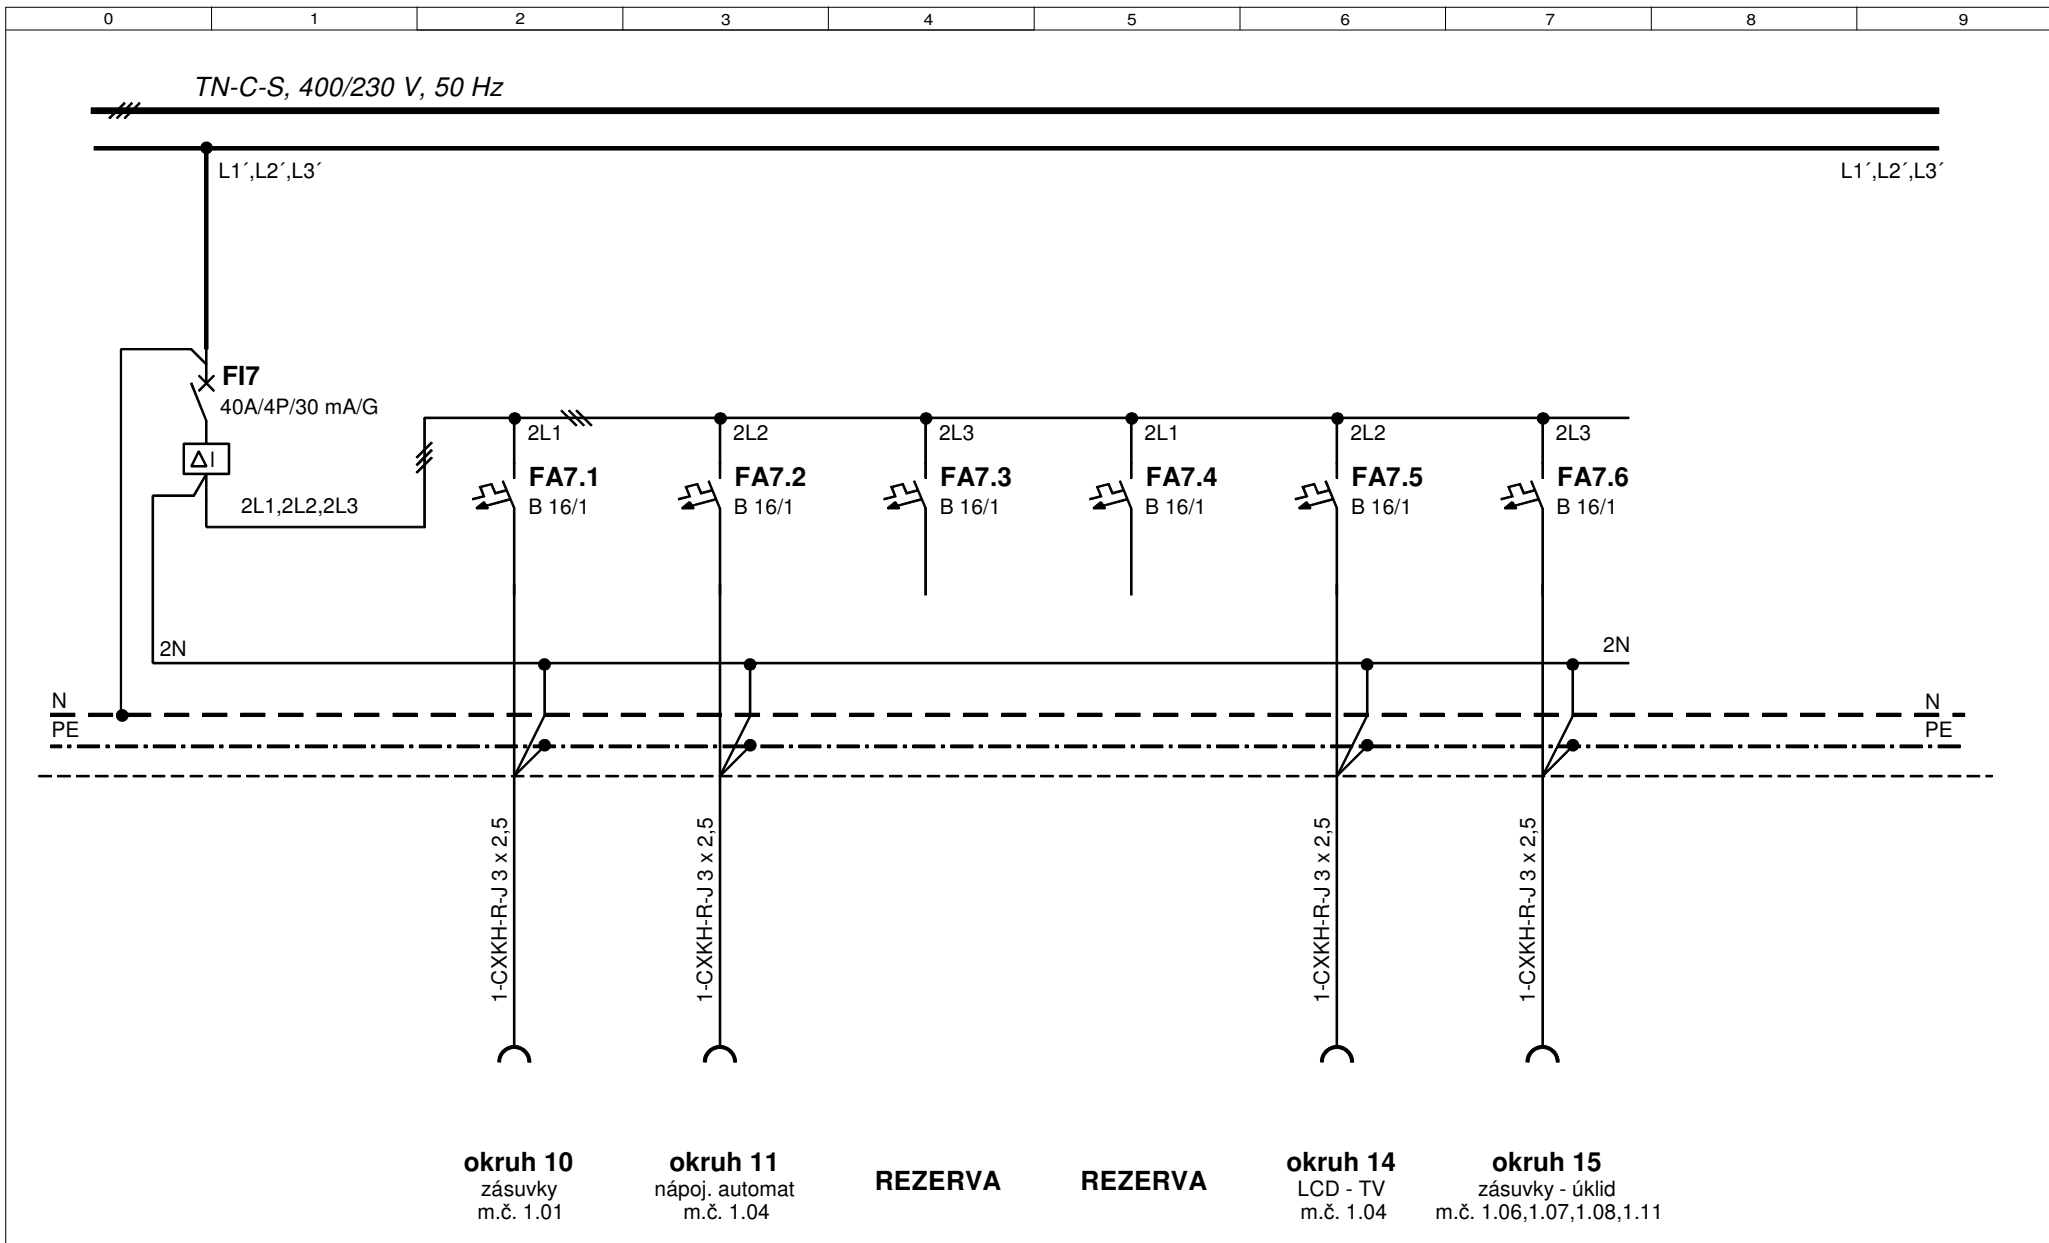 0 1 2 3 4 5 6 7 8 9
TN-C-S, 400/230 V, 50 Hz
L1´,L2´,L3´ L1´,L2´,L3´
FI7
40A/4P/30 mA/G
ΔI
2L1,2L2,2L3
2L1 2L2 2L3 2L1 2L2 2L3
FA7.1 FA7.2 FA7.3 FA7.4 FA7.5 FA7.6
B 16/1 B 16/1 B 16/1 B 16/1 B 16/1 B 16/1
2N 2N
N N
PE PE
1-CXKH-R-J 3 x 2,5
1-CXKH-R-J 3 x 2,5
1-CXKH-R-J 3 x 2,5
1-CXKH-R-J 3 x 2,5
okruh 10
zásuvky
m.č. 1.01
okruh 11
nápoj. automat
m.č. 1.04
REZERVA
REZERVA
okruh 14
LCD - TV
m.č. 1.04
okruh 15
zásuvky - úklid
m.č. 1.06,1.07,1.08,1.11